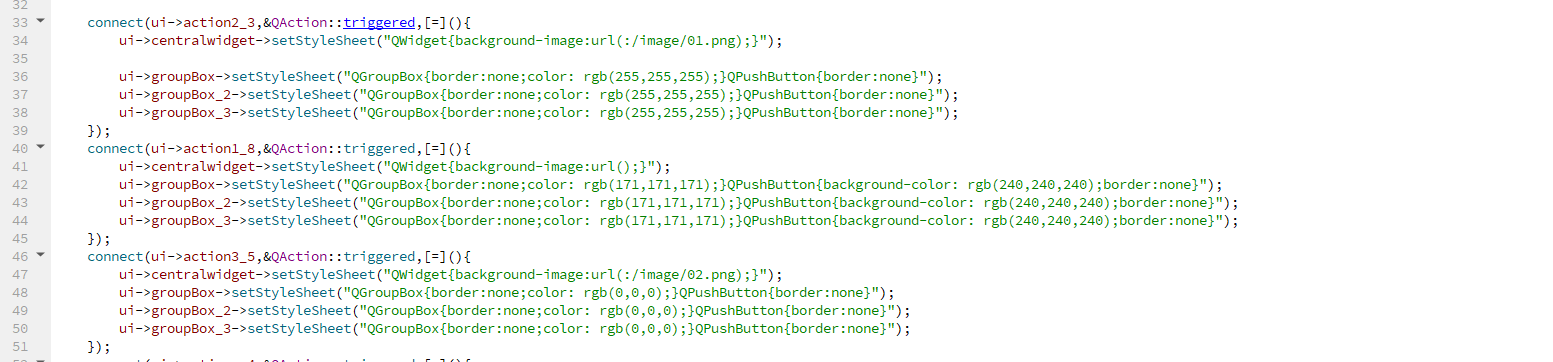 32
33 connect(ui->action2_3,&QAction::triggered,[=](){
34 ui->centralwidget->setStyleSheet("QWidget{background-image:url(:/image/01.png);}");
35
36 ui->groupBox->setStyleSheet("QGroupBox{border:none;color: rgb(255,255,255);}QPushButton{border:none}");
37 ui->groupBox_2->setStyleSheet("QGroupBox{border:none;color: rgb(255,255,255);}QPushButton{border:none}");
38 ui->groupBox_3->setStyleSheet("QGroupBox{border:none;color: rgb(255,255,255);}QPushButton{border:none}");
39 });
40 connect(ui->action1_8,&QAction::triggered,[=](){
41 ui->centralwidget->setStyleSheet("QWidget{background-image:url();}");
42 ui->groupBox->setStyleSheet("QGroupBox{border:none;color: rgb(171,171,171);}QPushButton{background-color: rgb(240,240,240);border:none}");
43 ui->groupBox_2->setStyleSheet("QGroupBox{border:none;color: rgb(171,171,171);}QPushButton{background-color: rgb(240,240,240);border:none}");
44 ui->groupBox_3->setStyleSheet("QGroupBox{border:none;color: rgb(171,171,171);}QPushButton{background-color: rgb(240,240,240);border:none}");
45 });
46 connect(ui->action3_5,&QAction::triggered,[=](){
47 ui->centralwidget->setStyleSheet("QWidget{background-image:url(:/image/02.png);}");
48 ui->groupBox->setStyleSheet("QGroupBox{border:none;color: rgb(0,0,0);}QPushButton{border:none}");
49 ui->groupBox_2->setStyleSheet("QGroupBox{border:none;color: rgb(0,0,0);}QPushButton{border:none}");
50 ui->groupBox_3->setStyleSheet("QGroupBox{border:none;color: rgb(0,0,0);}QPushButton{border:none}");
51 });